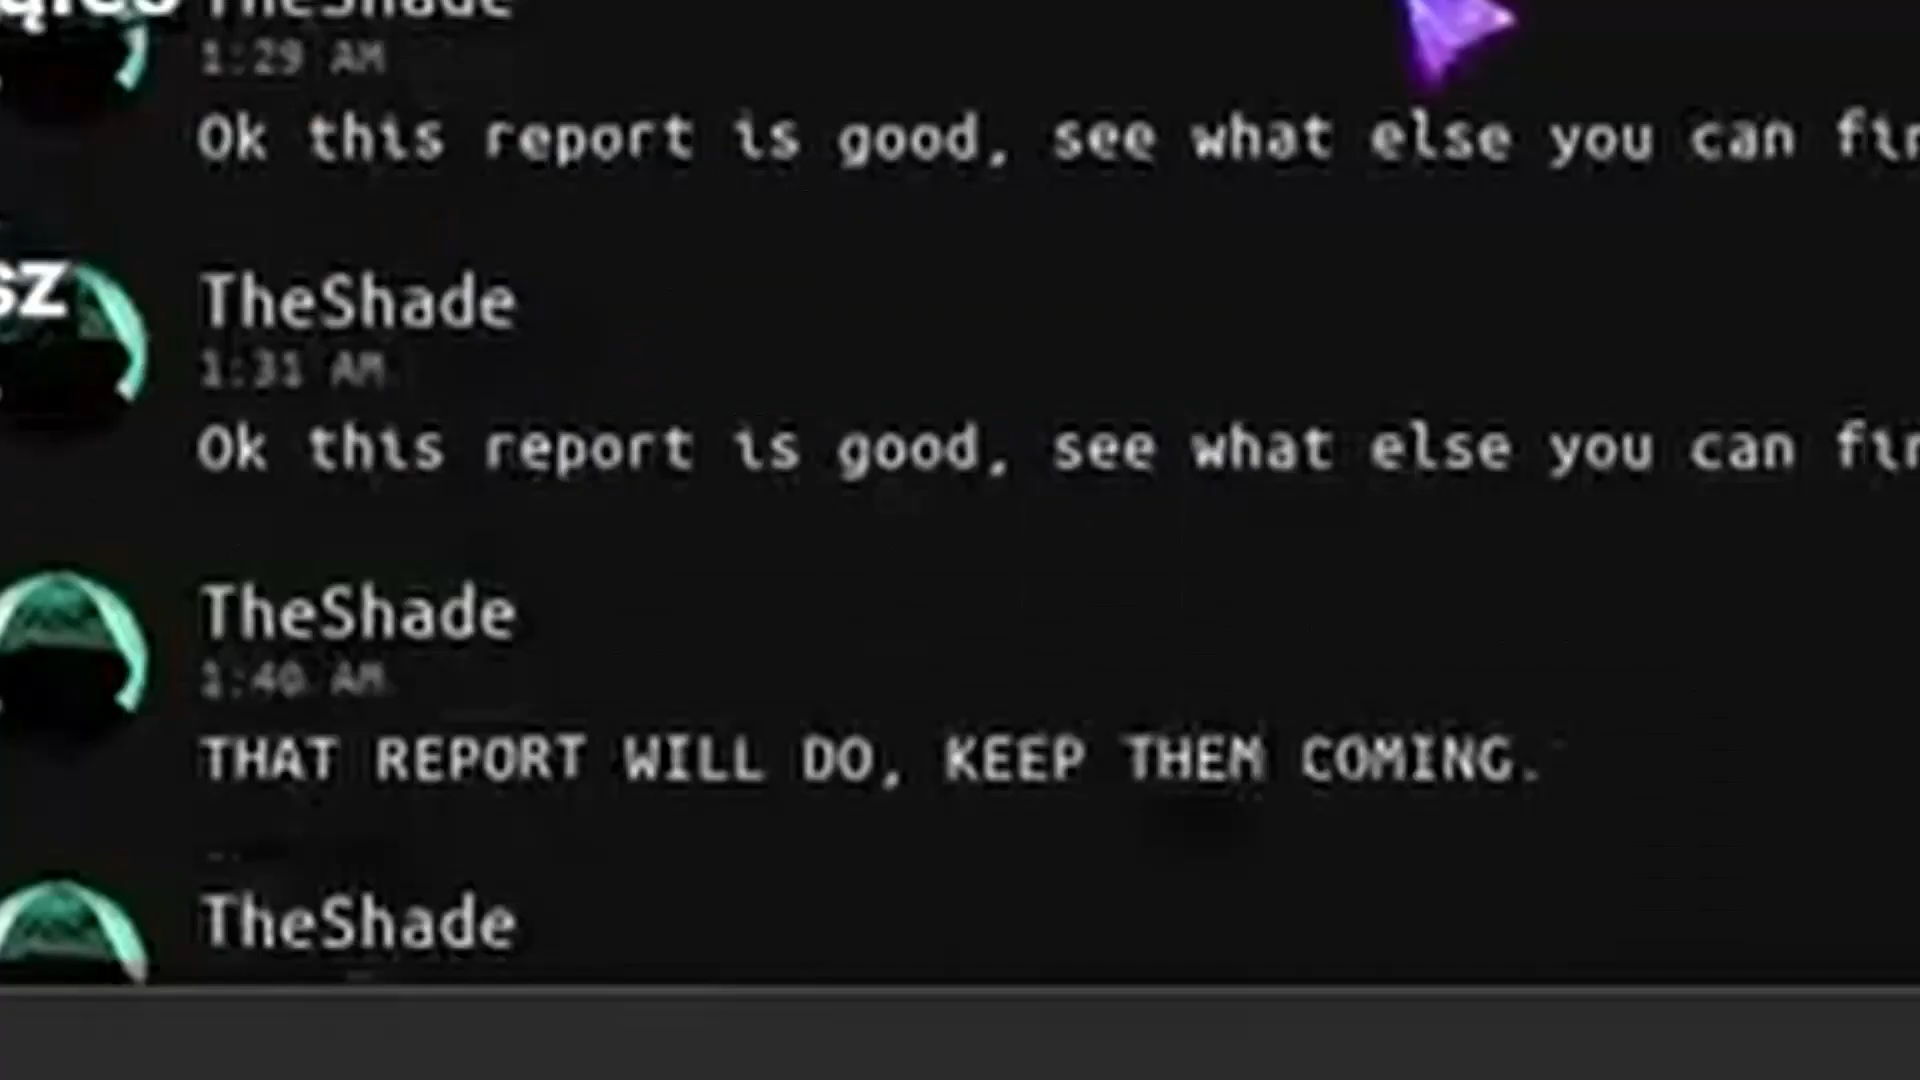 TheShade
1:29 AM
Ok this report is good, see what else you can
sz
TheShade
1:31 AM
Ok this report is good, see what else you can
TheShade
1:40 AM
THAT REPORT WILL DO, KEEP THEM COMING.
TheShade